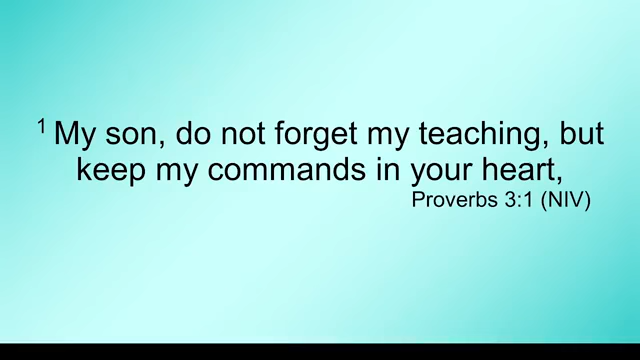 1 My son, do not forget my teaching, but
keep my commands in your heart,
Proverbs 3:1 (NIV)